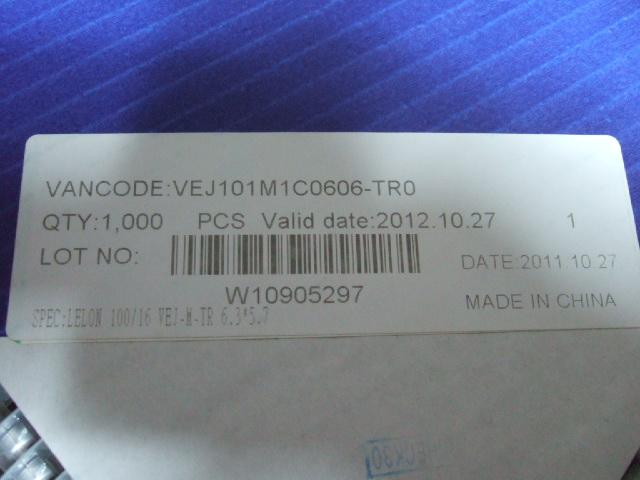 VANCODE:VEJ101M1C0606-TR0
QTY:1,000 PCS Valid date:2012.10.27 1
LOT NO: DATE:2011.10.27
W10905297 MADE IN CHINA
SPEC:LELON 100/16 VEJ-M-TR 6.3*5.7